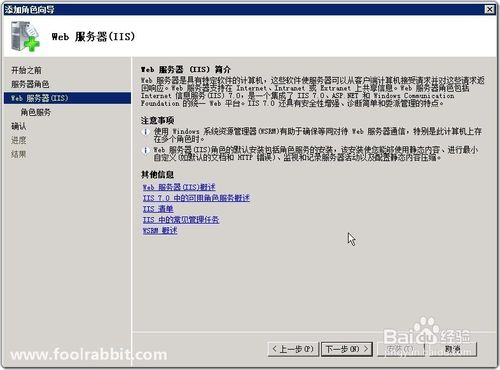 添加角色向导
Web 服务器(IIS)
开始之前
服务器角色
Web 服务器(IIS)
角色服务
确认
进度
结果
Web 服务器 (IIS) 简介
Web 服务器是具有特定软件的计算机，这些软件使服务器可以从客户端计算机接受请求并对这些请求返
回响应。Web 服务器支持在 Internet、Intranet 或 Extranet 上共享信息。Web 服务器角色包括
Internet 信息服务(IIS) 7.0，是一个集成了 IIS 7.0、ASP.NET 和 Windows Communication
Foundation 的统一 Web 平台。IIS 7.0 还具有安全性增强、诊断简单和委派管理的特点。
注意事项
使用 Windows 系统资源管理器(WSRM)有助于确保等同对待 Web 服务器通信，特别是此计算机上存
在多个角色时。
Web 服务器(IIS)角色的默认安装包括角色服务的安装，该安装使您能够使用静态内容、进行最小
自定义(如默认的文档和 HTTP 错误)、监视和记录服务器活动以及配置静态内容压缩。
其他信息
Web 服务器(IIS)概述
IIS 7.0 中的可用角色服务概述
IIS 清单
IIS 中的常见管理任务
WSRM 概述
< 上一步(P)
下一步(N) >
安装(I)
取消
Baidu 经验
jingyan.baidu.com
www.foolrabbit.com